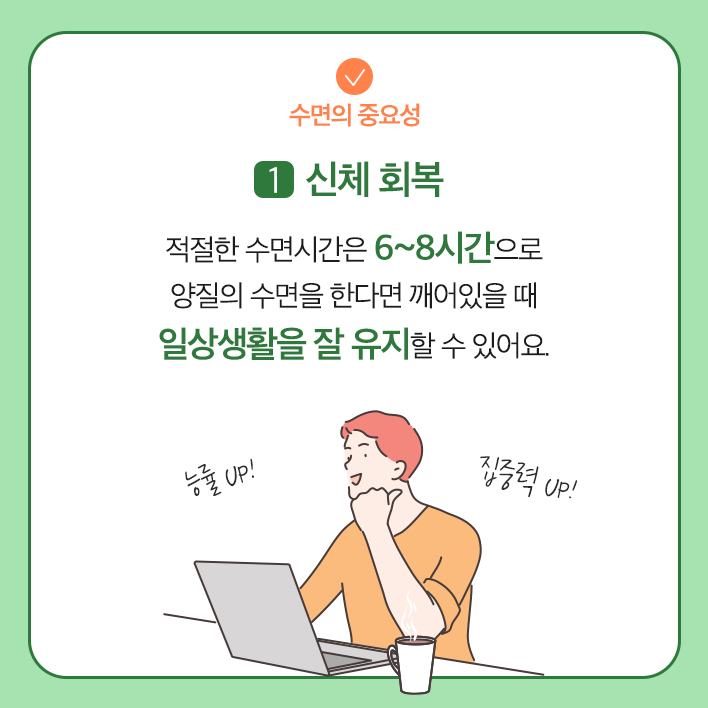 수면의 중요성
1 신체 회복
적절한 수면시간은 6~8시간으로
양질의 수면을 한다면 깨어있을 때
일상생활을 잘 유지할 수 있어요.
능률 UP!
집중력 UP!